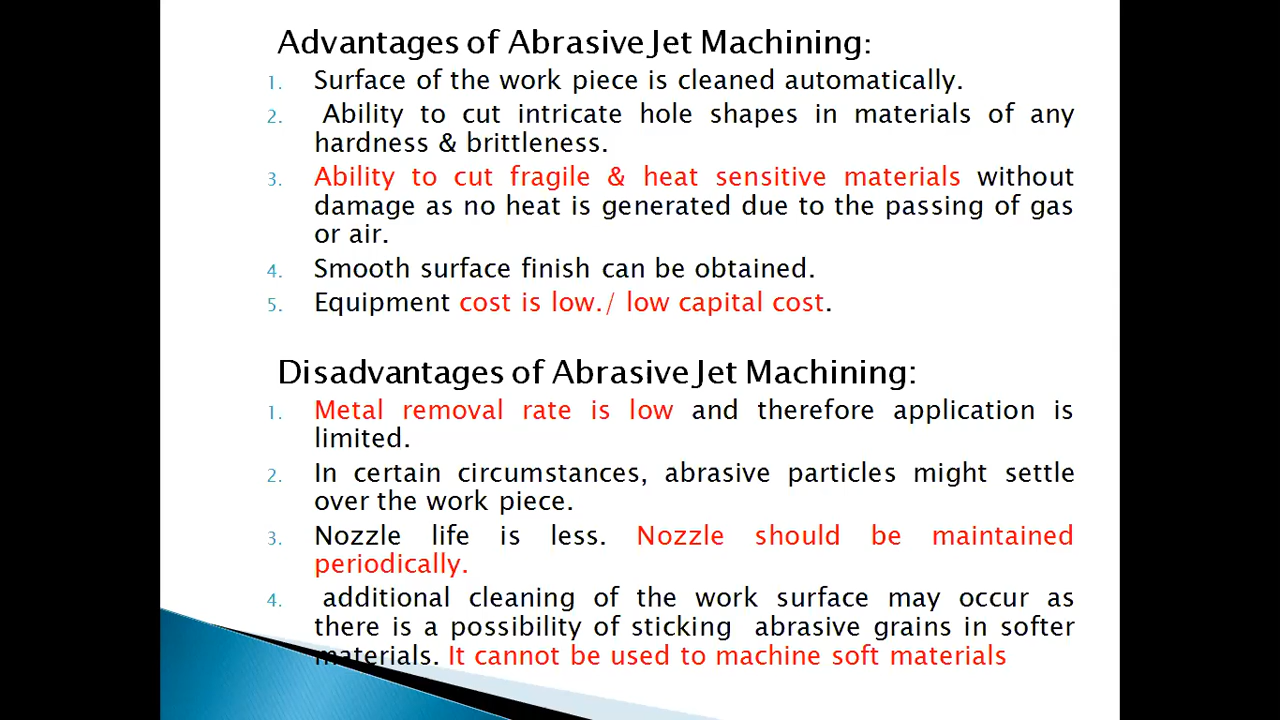 Advantages of Abrasive Jet Machining:
1. Surface of the work piece is cleaned automatically.
2. Ability to cut intricate hole shapes in materials of any
hardness & brittleness.
3. Ability to cut fragile & heat sensitive materials without
damage as no heat is generated due to the passing of gas
or air.
4. Smooth surface finish can be obtained.
5. Equipment cost is low./ low capital cost.
Disadvantages of Abrasive Jet Machining:
1. Metal removal rate is low and therefore application is
limited.
2. In certain circumstances, abrasive particles might settle
over the work piece.
3. Nozzle life is less. Nozzle should be maintained
periodically.
4. additional cleaning of the work surface may occur as
there is a possibility of sticking abrasive grains in softer
materials. It cannot be used to machine soft materials